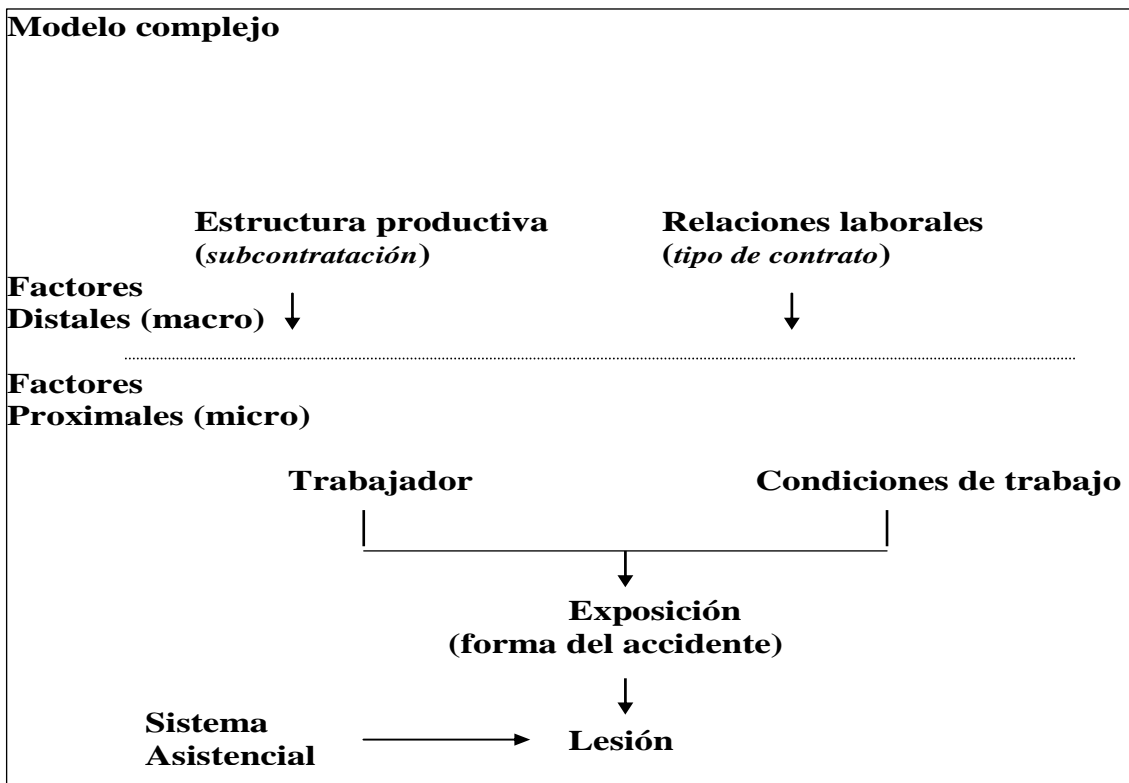 Modelo complejo
Estructura productiva
(subcontratación)
Relaciones laborales
(tipo de contrato)
Factores
Distales (macro)
Factores
Proximales (micro)
Trabajador
Condiciones de trabajo
Exposición
(forma del accidente)
Sistema
Asistencial
Lesión